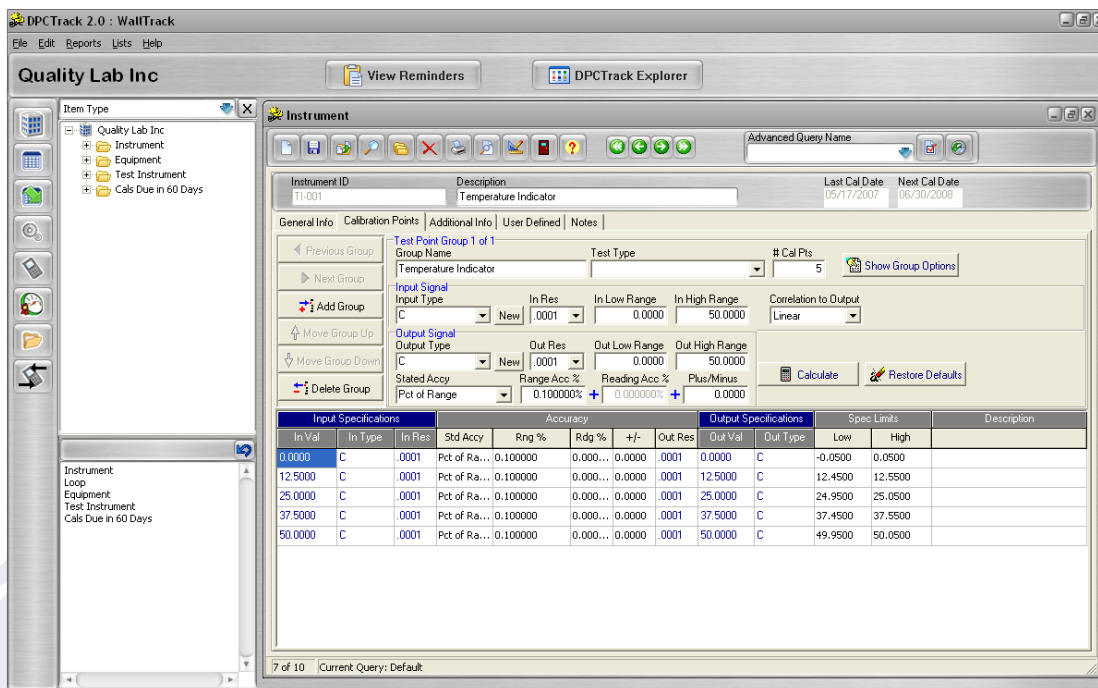 DPCTrack 2.0 : WallTrack
File Edit Reports Lists Help
Quality Lab Inc
View Reminders
DPCTrack Explorer
Item Type
Quality Lab Inc
Instrument
Equipment
Test Instrument
Cals Due in 60 Days
Instrument
Loop
Equipment
Test Instrument
Cals Due in 60 Days
Instrument
Advanced Query Name
Instrument ID Description Last Cal Date Next Cal Date
TI-001 Temperature Indicator 05/17/2007 06/30/2008
General Info Calibration Points Additional Info User Defined Notes
Previous Group
Next Group
Add Group
Move Group Up
Move Group Down
Delete Group
Test Point Group 1 of 1
Group Name Test Type # Cal Pts
Temperature Indicator 5 Show Group Options
Input Signal
Input Type In Res In Low Range In High Range Correlation to Output
C New .0001 0.0000 50.0000 Linear
Output Signal
Output Type Out Res Out Low Range Out High Range
C New .0001 0.0000 50.0000
Stated Accy Range Acc % Reading Acc % Plus/Minus
Pct of Range 0.100000% + 0.000000% + 0.0000
Calculate Restore Defaults
Input Specifications Accuracy Output Specifications Spec Limits Description
In Val In Type In Res Std Accy Rng % Rdg % +/- Out Res Out Val Out Type Low High
0.0000 C .0001 Pct of Ra... 0.100000 0.000... 0.0000 .0001 0.0000 C -0.0500 0.0500
12.5000 C .0001 Pct of Ra... 0.100000 0.000... 0.0000 .0001 12.5000 C 12.4500 12.5500
25.0000 C .0001 Pct of Ra... 0.100000 0.000... 0.0000 .0001 25.0000 C 24.9500 25.0500
37.5000 C .0001 Pct of Ra... 0.100000 0.000... 0.0000 .0001 37.5000 C 37.4500 37.5500
50.0000 C .0001 Pct of Ra... 0.100000 0.000... 0.0000 .0001 50.0000 C 49.9500 50.0500
7 of 10 Current Query: Default